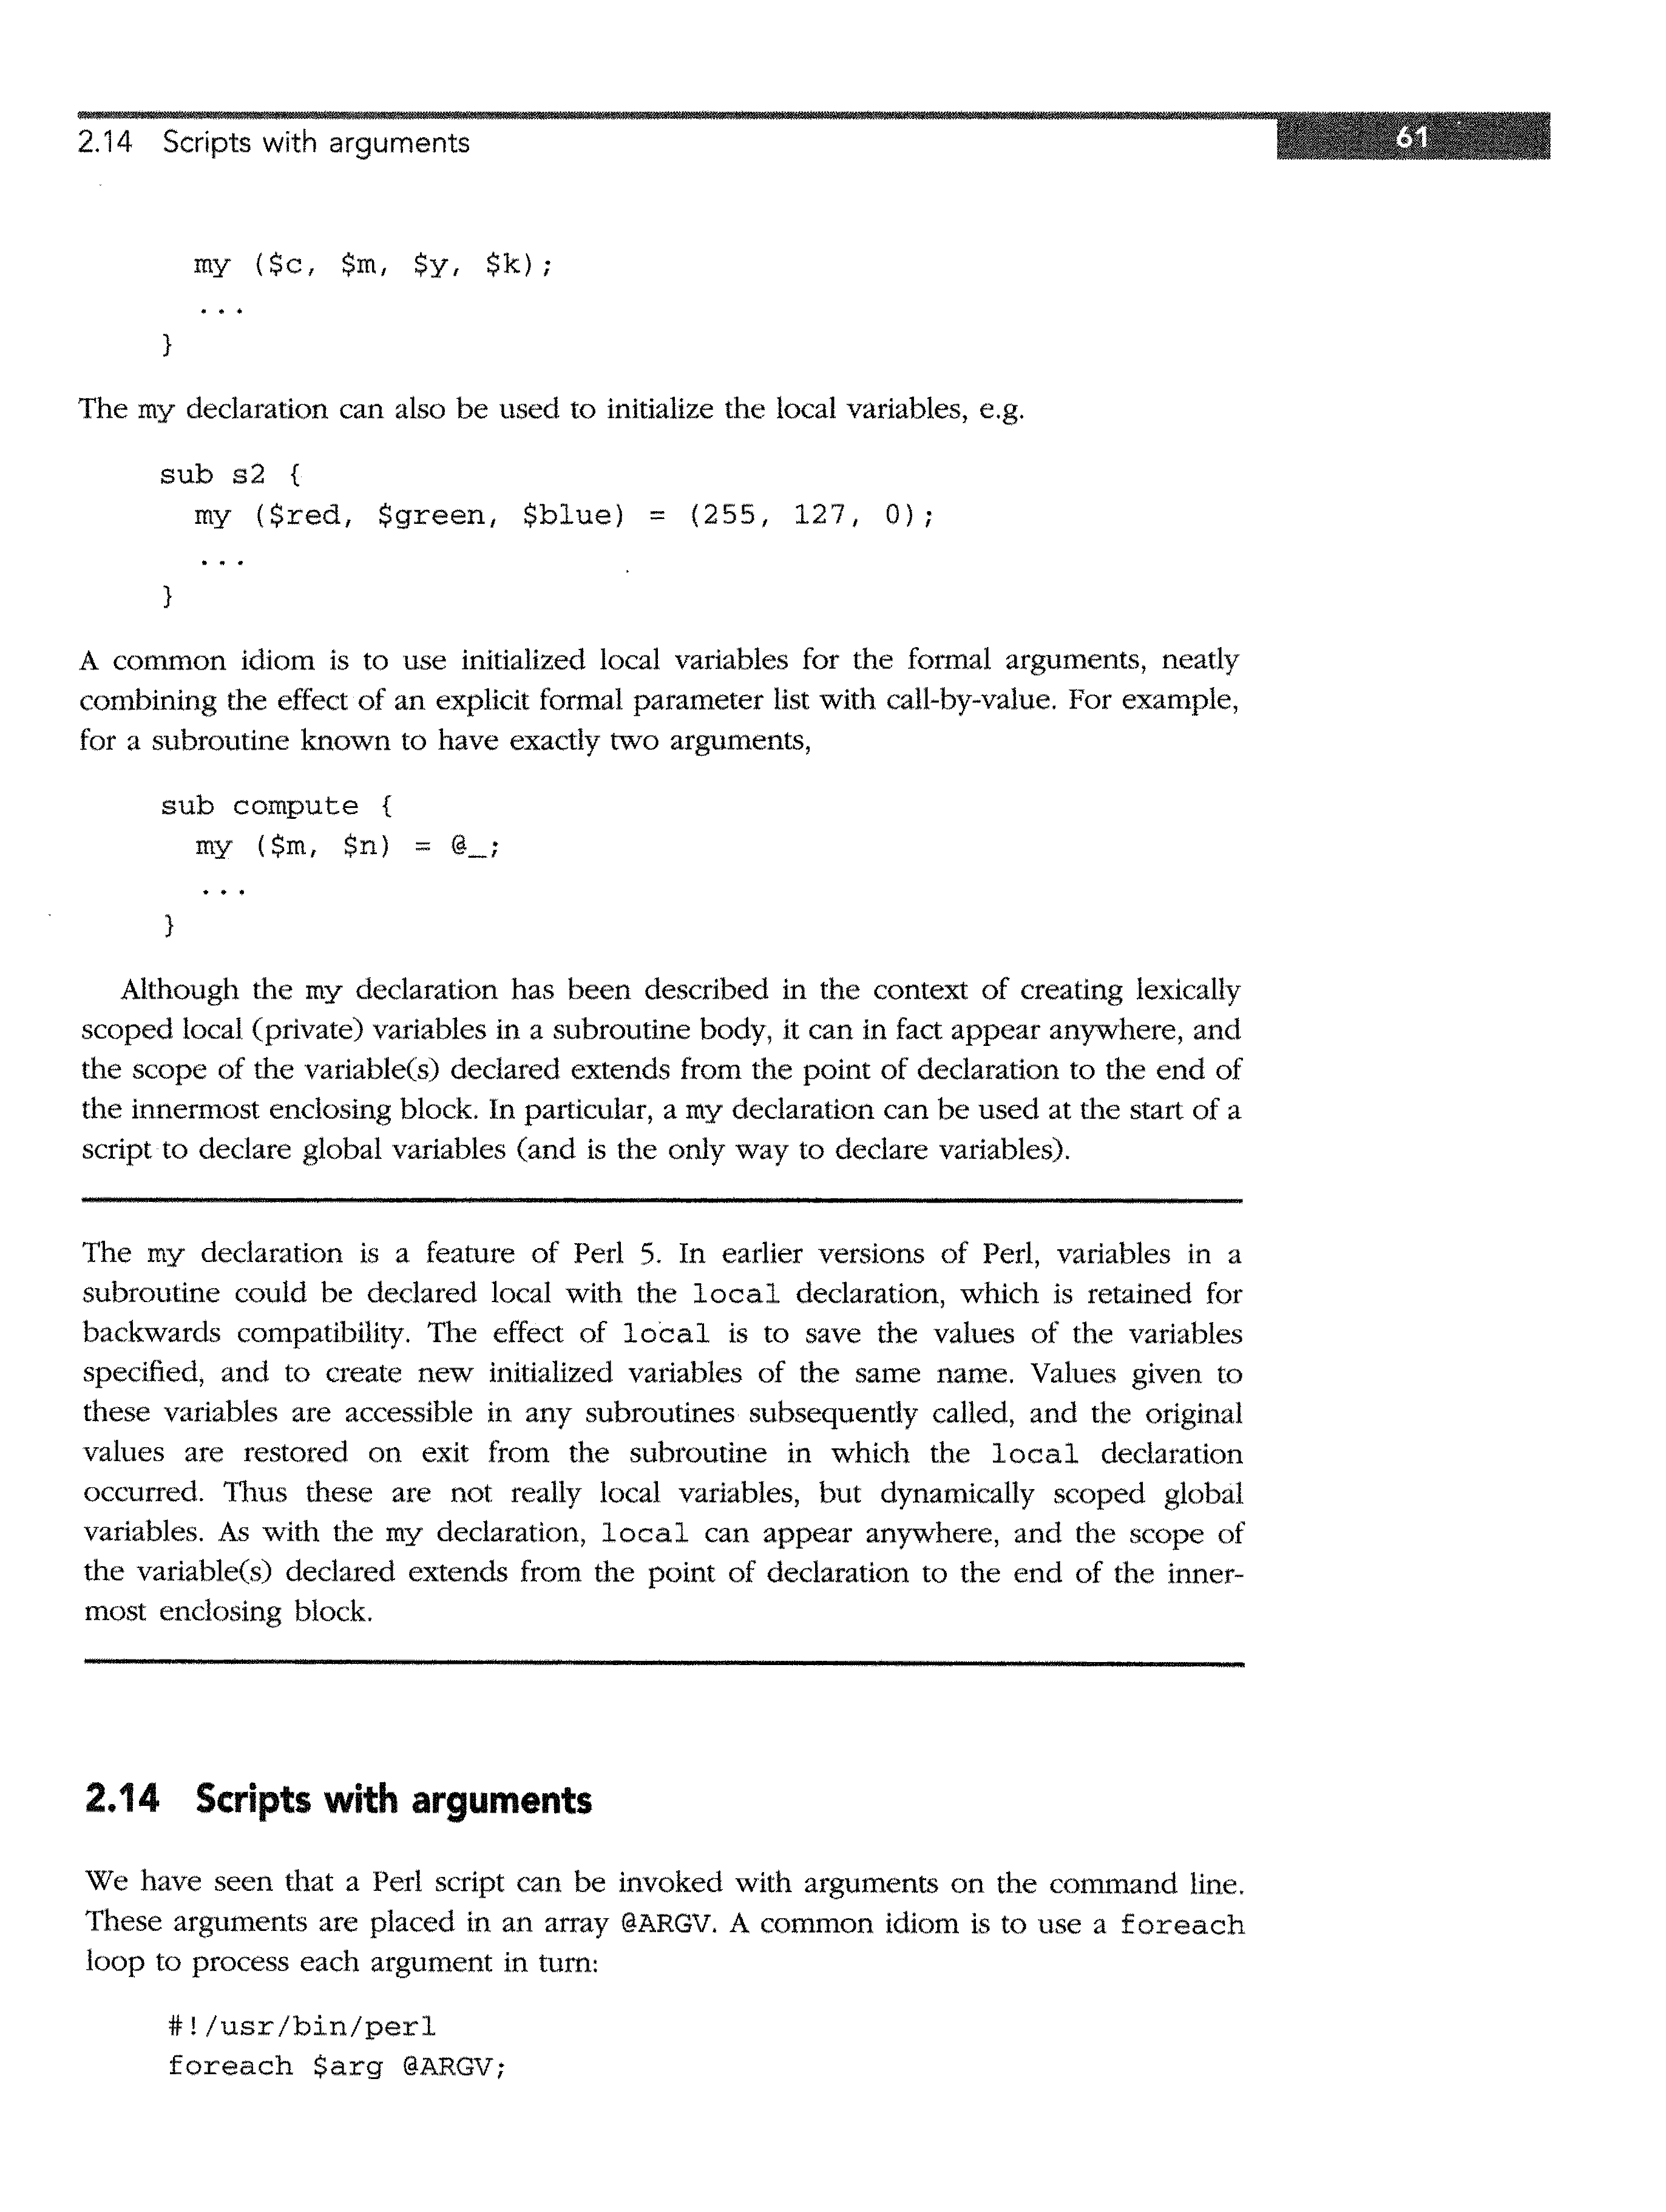 2.14 Scripts with arguments 61
my ($c, $m, $y, $k);
...
}
The my declaration can also be used to initialize the local variables, e.g.
sub s2 {
my ($red, $green, $blue) = (255, 127, 0);
...
}
A common idiom is to use initialized local variables for the formal arguments, neatly
combining the effect of an explicit formal parameter list with call-by-value. For example,
for a subroutine known to have exactly two arguments,
sub compute {
my ($m, $n) = @_;
...
}
Although the my declaration has been described in the context of creating lexically
scoped local (private) variables in a subroutine body, it can in fact appear anywhere, and
the scope of the variable(s) declared extends from the point of declaration to the end of
the innermost enclosing block. In particular, a my declaration can be used at the start of a
script to declare global variables (and is the only way to declare variables).
The my declaration is a feature of Perl 5. In earlier versions of Perl, variables in a
subroutine could be declared local with the local declaration, which is retained for
backwards compatibility. The effect of local is to save the values of the variables
specified, and to create new initialized variables of the same name. Values given to
these variables are accessible in any subroutines subsequently called, and the original
values are restored on exit from the subroutine in which the local declaration
occurred. Thus these are not really local variables, but dynamically scoped global
variables. As with the my declaration, local can appear anywhere, and the scope of
the variable(s) declared extends from the point of declaration to the end of the inner-
most enclosing block.
2.14 Scripts with arguments
We have seen that a Perl script can be invoked with arguments on the command line.
These arguments are placed in an array @ARGV. A common idiom is to use a foreach
loop to process each argument in turn:
#!/usr/bin/perl
foreach $arg @ARGV;